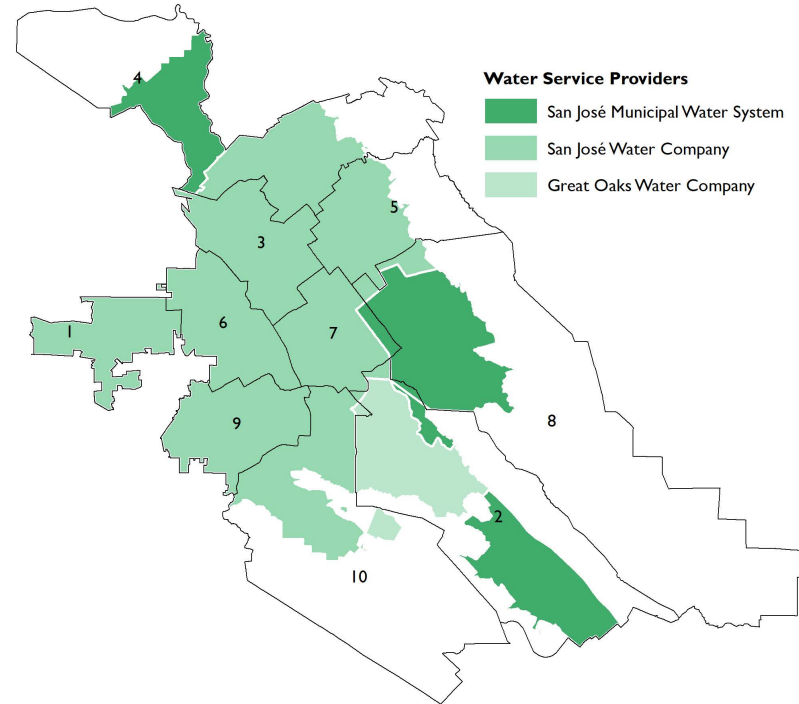 Water Service Providers
San José Municipal Water System
San José Water Company
Great Oaks Water Company
4
5
3
1
6
7
9
8
2
10